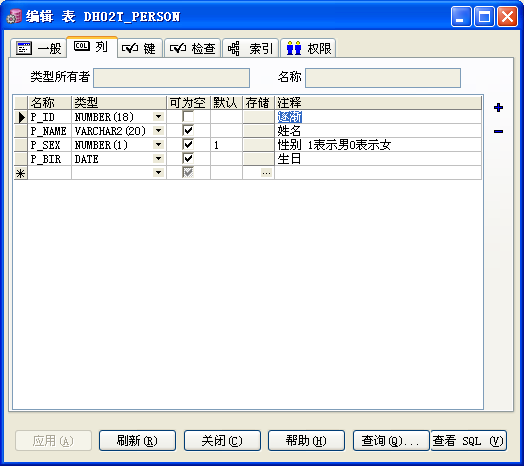 编辑 表 DH02T_PERSON
一般 列 键 检查 索引 权限
类型所有者 名称
名称 类型 可为空 默认 存储 注释
P_ID NUMBER(18) 逐渐
P_NAME VARCHAR2(20) 姓名
P_SEX NUMBER(1) 1 性别 1表示男0表示女
P_BIR DATE 生日
应用(A) 刷新(R) 关闭(C) 帮助(H) 查询(Q)... 查看 SQL (V)